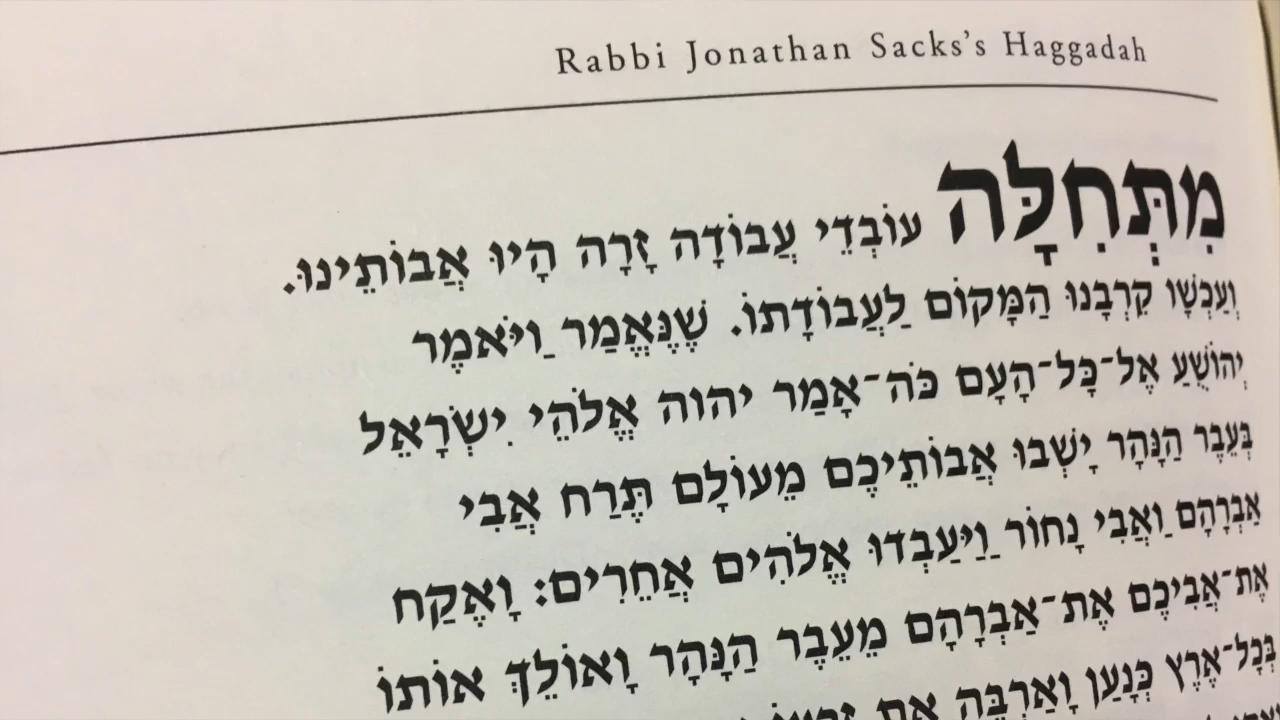 Rabbi Jonathan Sacks's Haggadah
מִתְּחִלָּה עוֹבְדֵי עֲבוֹדָה זָרָה הָיוּ אֲבוֹתֵינוּ.
וְעַכְשָׁו קֵרְבָנוּ הַמָּקוֹם לַעֲבוֹדָתוֹ. שֶׁנֶּאֱמַר וַיֹּאמֶר
יְהוֹשֻׁעַ אֶל־כָּל־הָעָם כֹּה־אָמַר יהוה אֱלֹהֵי יִשְׂרָאֵל
בְּעֵבֶר הַנָּהָר יָשְׁבוּ אֲבוֹתֵיכֶם מֵעוֹלָם תֶּרַח אֲבִי
אַבְרָהָם וַאֲבִי נָחוֹר וַיַּעַבְדוּ אֱלֹהִים אֲחֵרִים: וָאֶקַּח
אֶת־אֲבִיכֶם אֶת־אַבְרָהָם מֵעֵבֶר הַנָּהָר וָאוֹלֵךְ אוֹתוֹ
בְּכָל־אֶרֶץ כְּנָעַן וָאַרְבֶּה אֶת